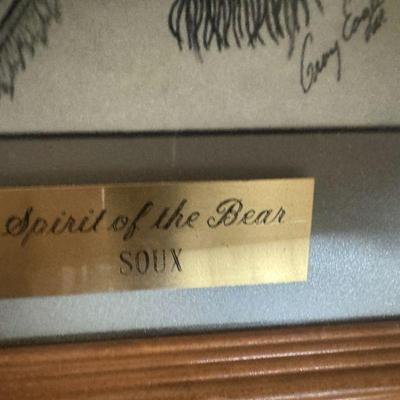 Spirit of the Bear
SOUX